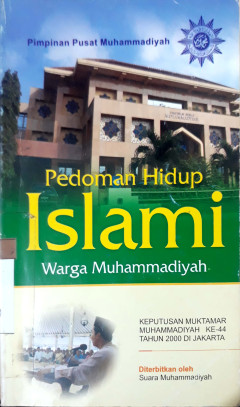 Pimpinan Pusat Muhammadiyah
Pedoman Hidup
Islami
Warga Muhammadiyah
KEPUTUSAN MUKTAMAR
MUHAMMADIYAH KE-44
TAHUN 2000 DI JAKARTA
Diterbitkan oleh
Suara Muhammadiyah